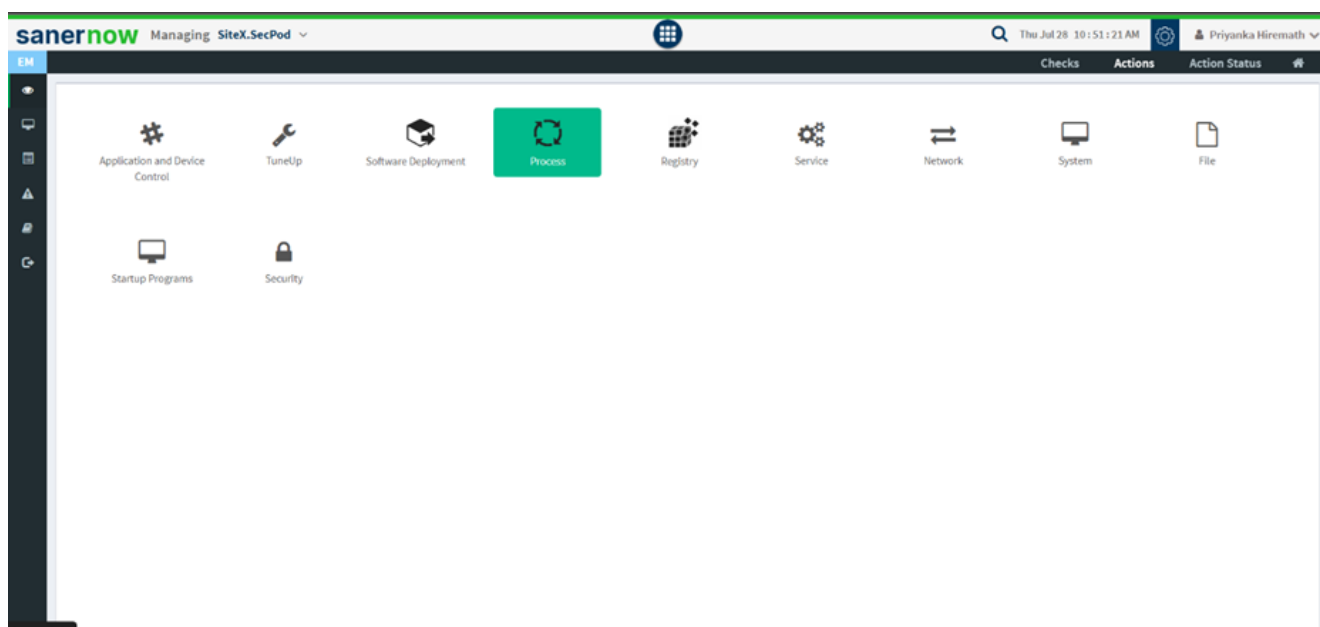 sanernow Managing SiteX.SecPod Thu Jul 28 10:51:21 AM Priyanka Hiremath
EM Checks Actions Action Status
Application and Device
Control
TuneUp
Software Deployment
Process
Registry
Service
Network
System
File
Startup Programs
Security